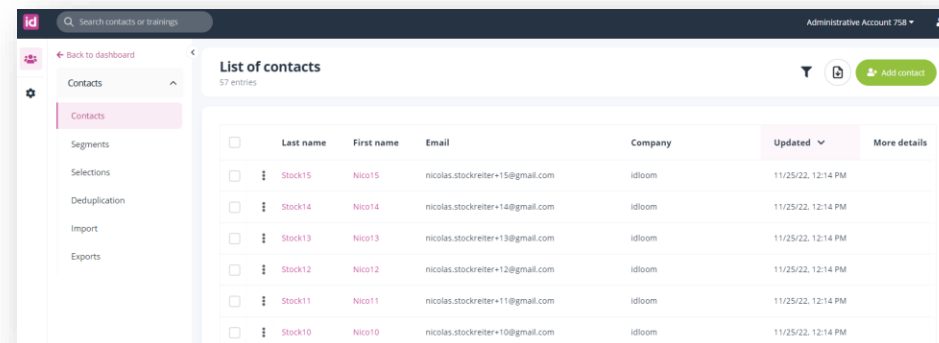 id Search contacts or trainings Administrative Account 758
Back to dashboard
Contacts
Contacts
Segments
Selections
Deduplication
Import
Exports
List of contacts
57 entries
Add contact
Last name First name Email Company Updated More details
Stock15 Nico15 nicolas.stockreiter+15@gmail.com idloom 11/25/22, 12:14 PM
Stock14 Nico14 nicolas.stockreiter+14@gmail.com idloom 11/25/22, 12:14 PM
Stock13 Nico13 nicolas.stockreiter+13@gmail.com idloom 11/25/22, 12:14 PM
Stock12 Nico12 nicolas.stockreiter+12@gmail.com idloom 11/25/22, 12:14 PM
Stock11 Nico11 nicolas.stockreiter+11@gmail.com idloom 11/25/22, 12:14 PM
Stock10 Nico10 nicolas.stockreiter+10@gmail.com idloom 11/25/22, 12:14 PM